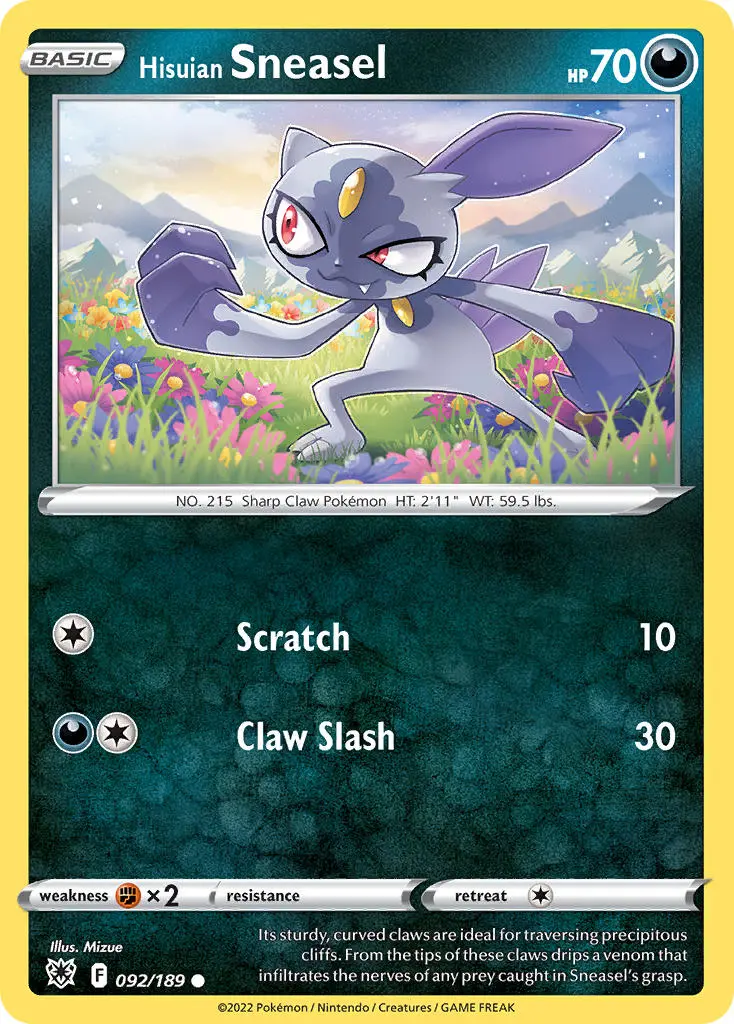 BASIC Hisuian Sneasel HP 70
NO. 215 Sharp Claw Pokémon HT: 2'11" WT: 59.5 lbs.
Scratch 10
Claw Slash 30
weakness ×2 resistance retreat
Illus. Mizue
Its sturdy, curved claws are ideal for traversing precipitous
cliffs. From the tips of these claws drips a venom that
infiltrates the nerves of any prey caught in Sneasel's grasp.
F 092/189
©2022 Pokémon / Nintendo / Creatures / GAME FREAK